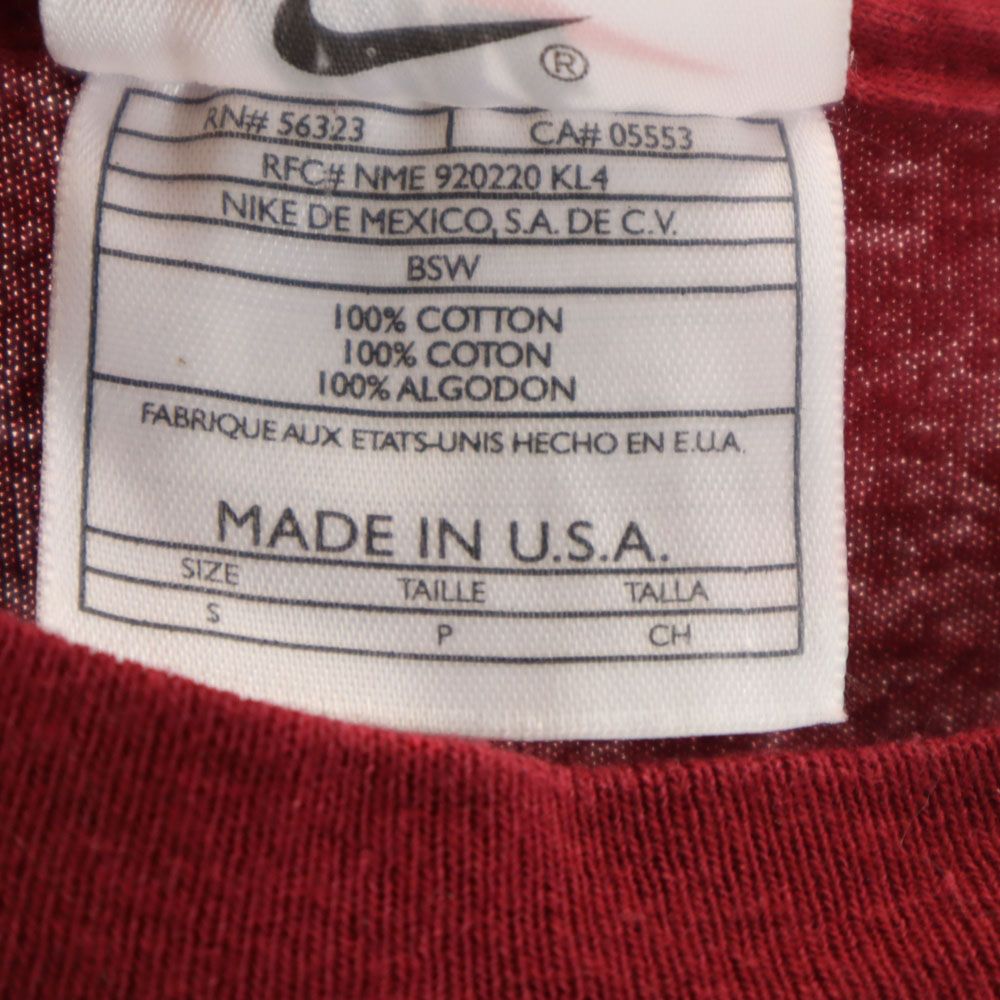 ®
RN# 56323 CA# 05553
RFC# NME 920220 KL4
NIKE DE MEXICO, S.A. DE C.V.
BSW
100% COTTON
100% COTON
100% ALGODON
FABRIQUE AUX ETATS-UNIS HECHO EN E.U.A.
MADE IN U.S.A.
SIZE TAILLE TALLA
S P CH